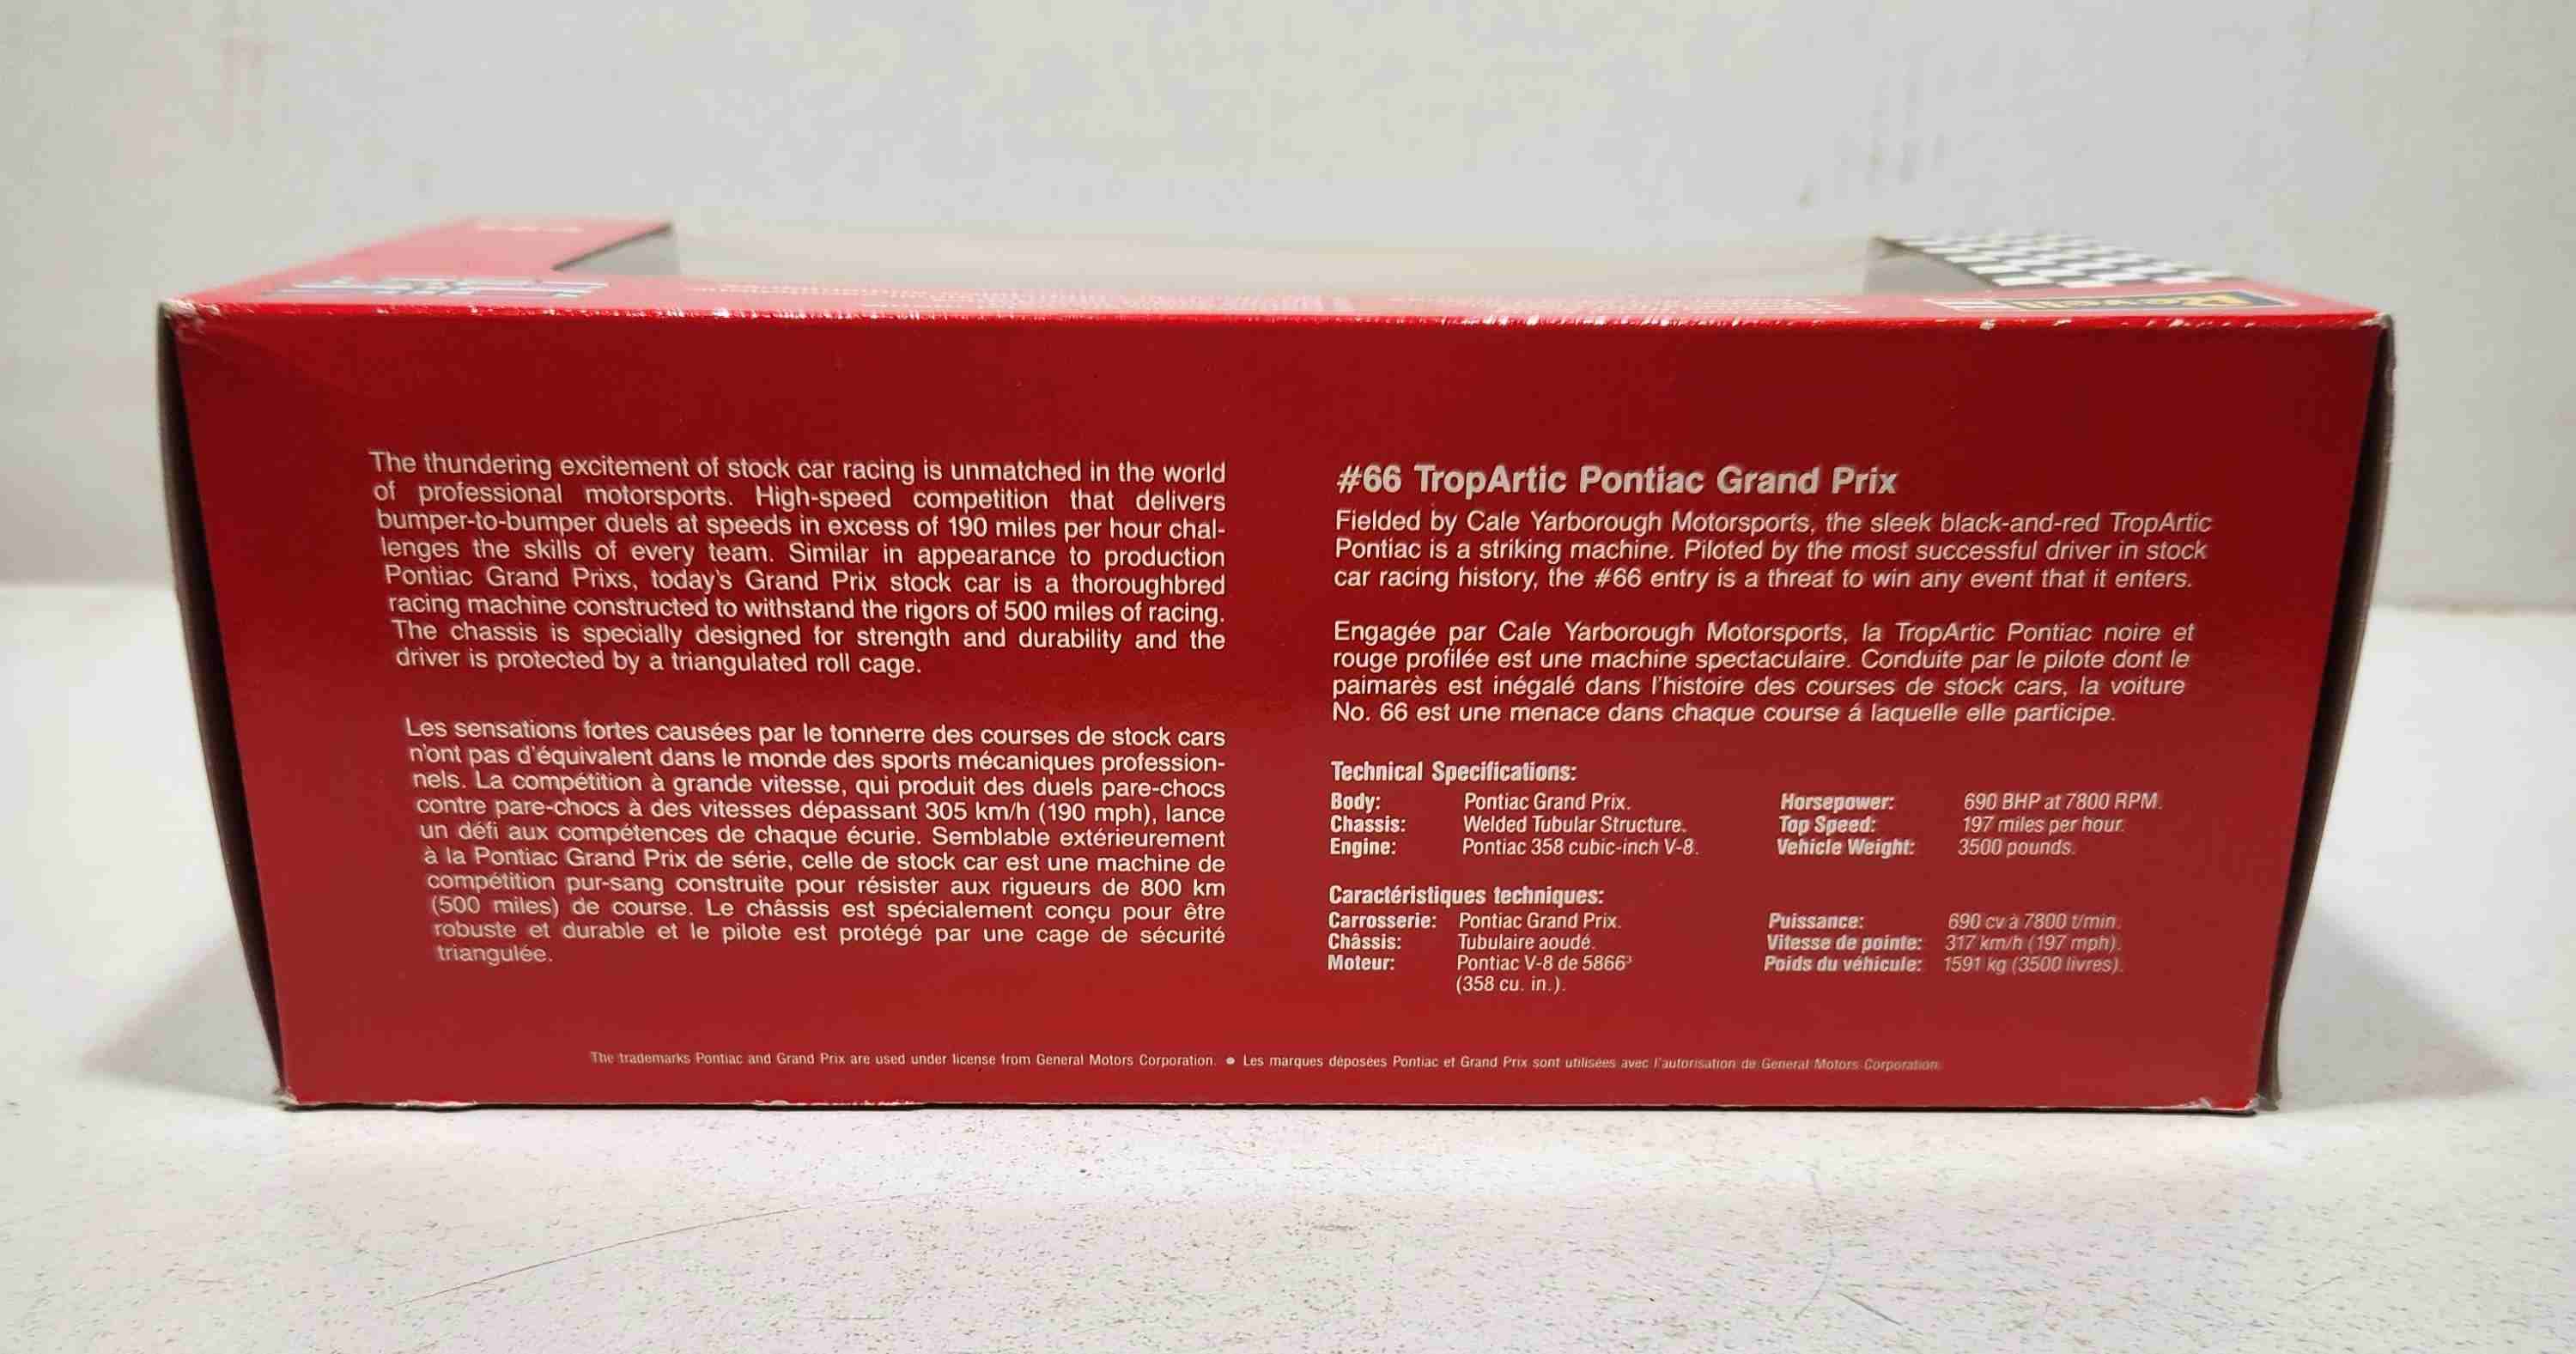 Revell
The thundering excitement of stock car racing is unmatched in the world
of professional motorsports. High-speed competition that delivers
bumper-to-bumper duels at speeds in excess of 190 miles per hour chal-
lenges the skills of every team. Similar in appearance to production
Pontiac Grand Prixs, today's Grand Prix stock car is a thoroughbred
racing machine constructed to withstand the rigors of 500 miles of racing.
The chassis is specially designed for strength and durability and the
driver is protected by a triangulated roll cage.
Les sensations fortes causées par le tonnerre des courses de stock cars
n'ont pas d'équivalent dans le monde des sports mécaniques profession-
nels. La compétition à grande vitesse, qui produit des duels pare-chocs
contre pare-chocs à des vitesses dépassant 305 km/h (190 mph), lance
un défi aux compétences de chaque écurie. Semblable extérieurement
à la Pontiac Grand Prix de série, celle de stock car est une machine de
compétition pur-sang construite pour résister aux rigueurs de 800 km
(500 miles) de course. Le châssis est spécialement conçu pour être
robuste et durable et le pilote est protégé par une cage de sécurité
triangulée.
#66 TropArtic Pontiac Grand Prix
Fielded by Cale Yarborough Motorsports, the sleek black-and-red TropArtic
Pontiac is a striking machine. Piloted by the most successful driver in stock
car racing history, the #66 entry is a threat to win any event that it enters.
Engagée par Cale Yarborough Motorsports, la TropArtic Pontiac noire et
rouge profilée est une machine spectaculaire. Conduite par le pilote dont le
paimarès est inégalé dans l'histoire des courses de stock cars, la voiture
No. 66 est une menace dans chaque course á laquelle elle participe.
Technical Specifications:
Body: Pontiac Grand Prix. Horsepower: 690 BHP at 7800 RPM.
Chassis: Welded Tubular Structure. Top Speed: 197 miles per hour.
Engine: Pontiac 358 cubic-inch V-8. Vehicle Weight: 3500 pounds.
Caractéristiques techniques:
Carrosserie: Pontiac Grand Prix. Puissance: 690 cv à 7800 t/min.
Châssis: Tubulaire aoudé. Vitesse de pointe: 317 km/h (197 mph).
Moteur: Pontiac V-8 de 5866³ Poids du véhicule: 1591 kg (3500 livres).
(358 cu. in.).
The trademarks Pontiac and Grand Prix are used under license from General Motors Corporation. • Les marques déposées Pontiac et Grand Prix sont utilisées avec l'autorisation de General Motors Corporation.